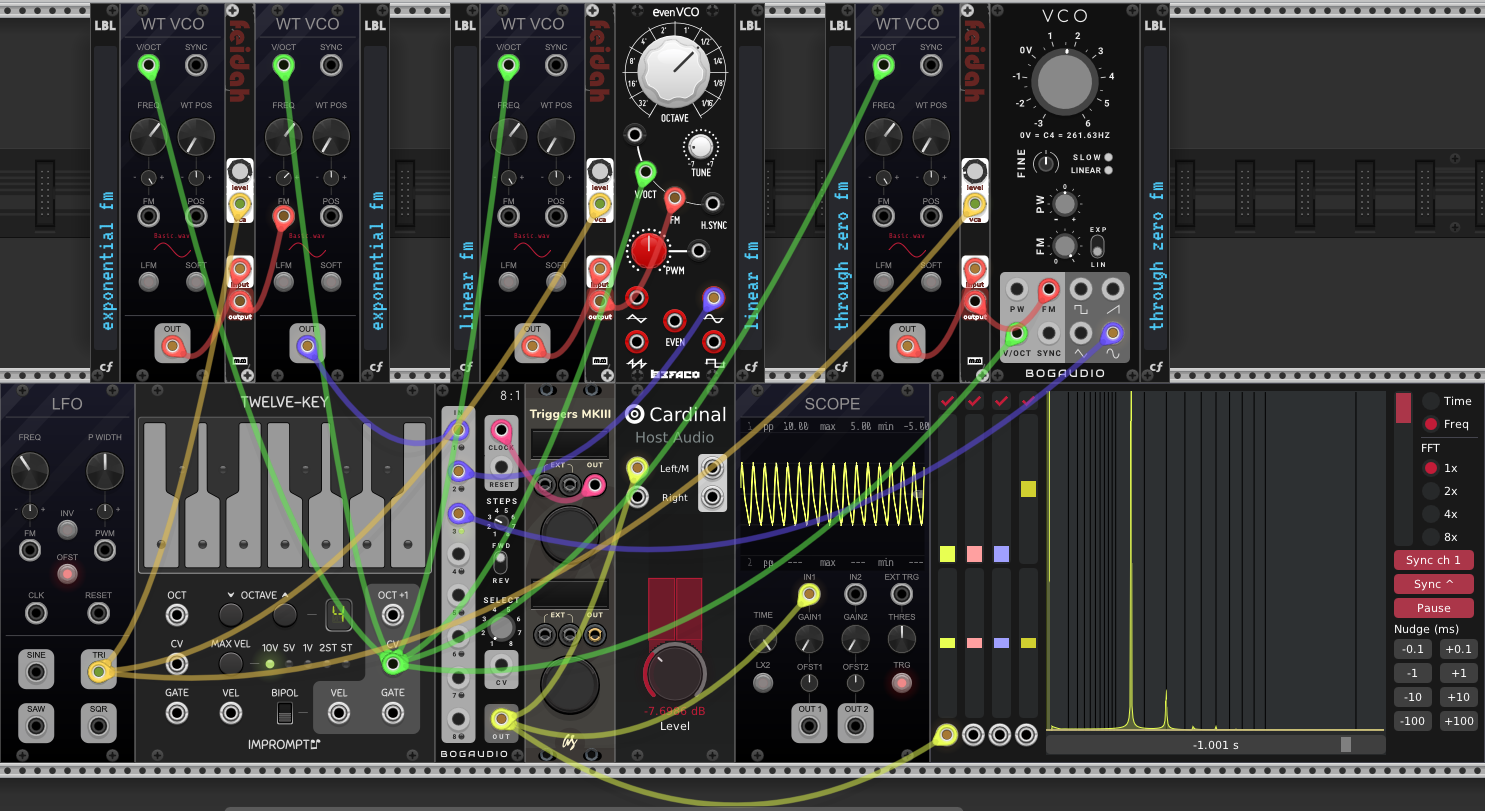 LBL
WT VCO
WT VCO
LBL
LBL
WT VCO
evenVCO
LBL
LBL
WT VCO
VCO
LBL
V/OCT SYNC
V/OCT SYNC
V/OCT SYNC
V/OCT SYNC
FREQ WT POS
FREQ WT POS
FREQ WT POS
FREQ WT POS
feidah
feidah
feidah
32' 16' 8' 4' 2' 1' 1/2' 1/4' 1/8' 1/16'
OCTAVE
-7 +7
TUNE
V/OCT
FM
H.SYNC
PWM
EVEN
BEFACO
0V 1 2 3 4 5 6 -1 -2 -3
0V = C4 = 261.63HZ
FINE
SLOW
LINEAR
PW
FM
EXP
LIN
PW FM
V/OCT SYNC
BOGAUDIO
level
level
level
FM POS
FM POS
FM POS
FM POS
Basic.wav
Basic.wav
Basic.wav
Basic.wav
LFM SOFT
LFM SOFT
LFM SOFT
LFM SOFT
input
output
input
output
input
output
OUT
OUT
OUT
OUT
exponential fm
exponential fm
linear fm
linear fm
through zero fm
through zero fm
cf
cf
cf
cf
cf
cf
LFO
FREQ P WIDTH
FM INV PWM
OFST
CLK RESET
SINE TRI
SAW SQR
TWELVE-KEY
OCT OCTAVE 4 OCT +1
CV MAX VEL 10V 5V 1V 2ST ST CV
GATE VEL BIPOL VEL GATE
IMPROMPTU
8:1
IN
1
2
3
4
5
6
7
8
CLOCK
RESET
STEPS
FWD
REV
SELECT
CV
OUT
BOGAUDIO
Triggers MKIII
EXT OUT
EXT OUT
Cardinal
Host Audio
Left/M
Right
Level
SCOPE
1 pp 10.00 max 5.00 min -5.00
2 pp --- max --- min ---
IN1 IN2 EXT TRG
TIME GAIN1 GAIN2 THRES
LX2 OFST1 OFST2 TRG
OUT 1 OUT 2
-1.001 s
Time
Freq
FFT
1x
2x
4x
8x
Sync ch 1
Sync ^
Pause
Nudge (ms)
-0.1 +0.1
-1 +1
-10 +10
-100 +100